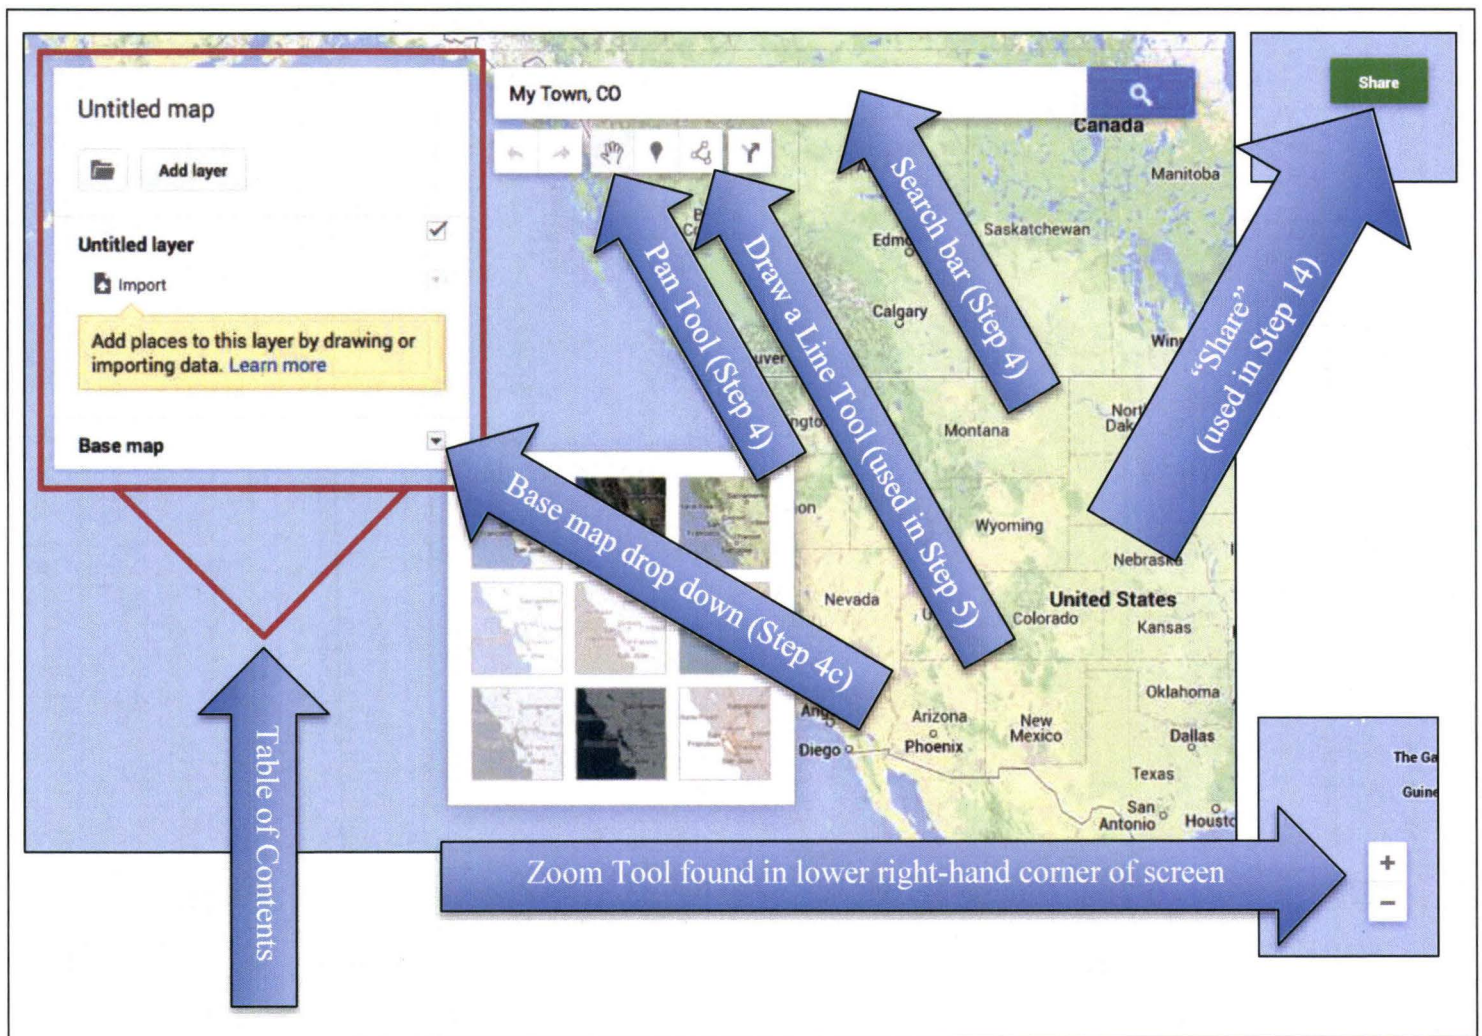 Untitled map
Add layer
Untitled layer
Import
Add places to this layer by drawing or
importing data. Learn more
Base map
My Town, CO
Share
Canada
Manitoba
Saskatchewan
Calgary
Montana
Wyoming
Nebraska
Nevada
United States
Colorado
Kansas
Oklahoma
Arizona
Phoenix
New
Mexico
Dallas
Diego
Texas
San
Antonio
The Ga
Guine
+
−
Pan Tool (Step 4)
Draw a Line Tool (used in Step 5)
Search bar (Step 4)
“Share”
(used in Step 14)
Base map drop down (Step 4c)
Table of Contents
Zoom Tool found in lower right-hand corner of screen